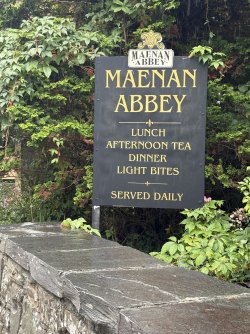 MAENAN
ABBEY
MAENAN
ABBEY
LUNCH
AFTERNOON TEA
DINNER
LIGHT BITES
SERVED DAILY